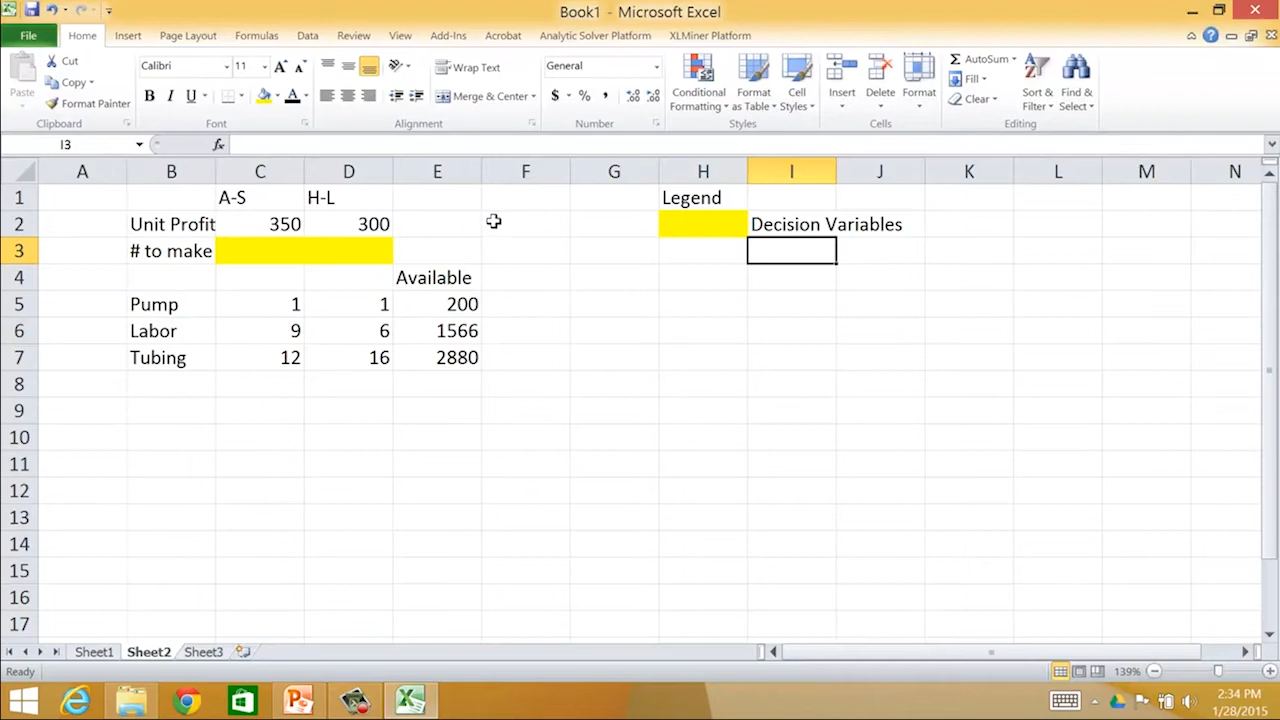 Book1 - Microsoft Excel
File Home Insert Page Layout Formulas Data Review View Add-Ins Acrobat Analytic Solver Platform XLMiner Platform
Paste
Cut
Copy
Format Painter
Clipboard
Calibri 11
B I U A
Font
Wrap Text
Merge & Center
Alignment
General
$ % ,
Number
Conditional Formatting
Format as Table
Cell Styles
Styles
Insert Delete Format
Cells
Σ AutoSum
Fill
Clear
Sort & Filter
Find & Select
Editing
I3 fx
A B C D E F G H I J K L M N
1 A-S H-L Legend
2 Unit Profit 350 300 Decision Variables
3 # to make
4 Available
5 Pump 1 1 200
6 Labor 9 6 1566
7 Tubing 12 16 2880
8
9
10
11
12
13
14
15
16
17
Sheet1 Sheet2 Sheet3
Ready 139%
2:34 PM
1/28/2015